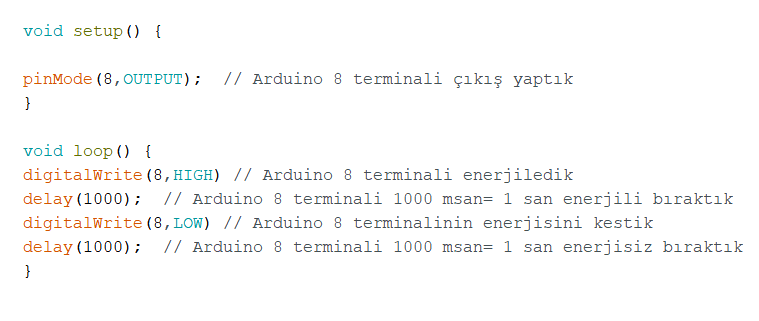 void setup() {
pinMode(8,OUTPUT);  // Arduino 8 terminali çıkış yaptık
}
void loop() {
digitalWrite(8,HIGH) // Arduino 8 terminali enerjiledik
delay(1000);  // Arduino 8 terminali 1000 msan= 1 san enerjili bıraktık
digitalWrite(8,LOW) // Arduino 8 terminalinin enerjisini kestik
delay(1000);  // Arduino 8 terminali 1000 msan= 1 san enerjisiz bıraktık
}